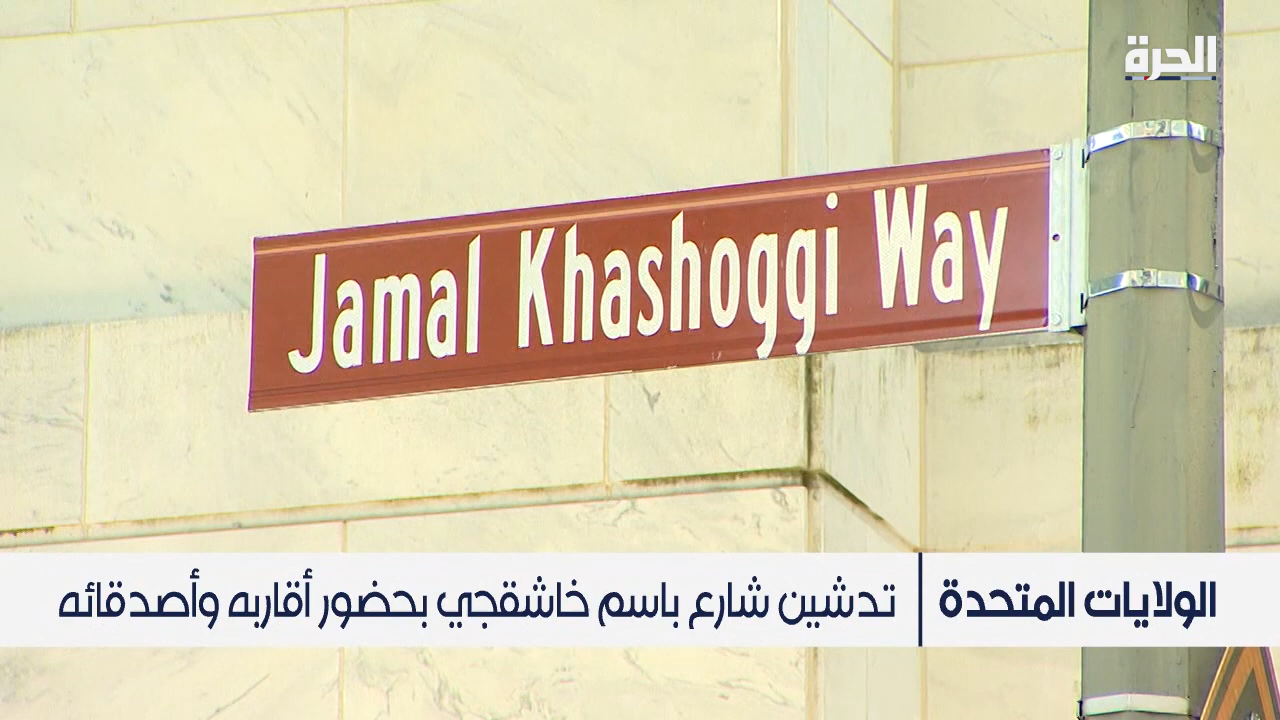 الحرة
Jamal Khashoggi Way
الولايات المتحدة | تدشين شارع باسم خاشقجي بحضور أقاربه وأصدقائه